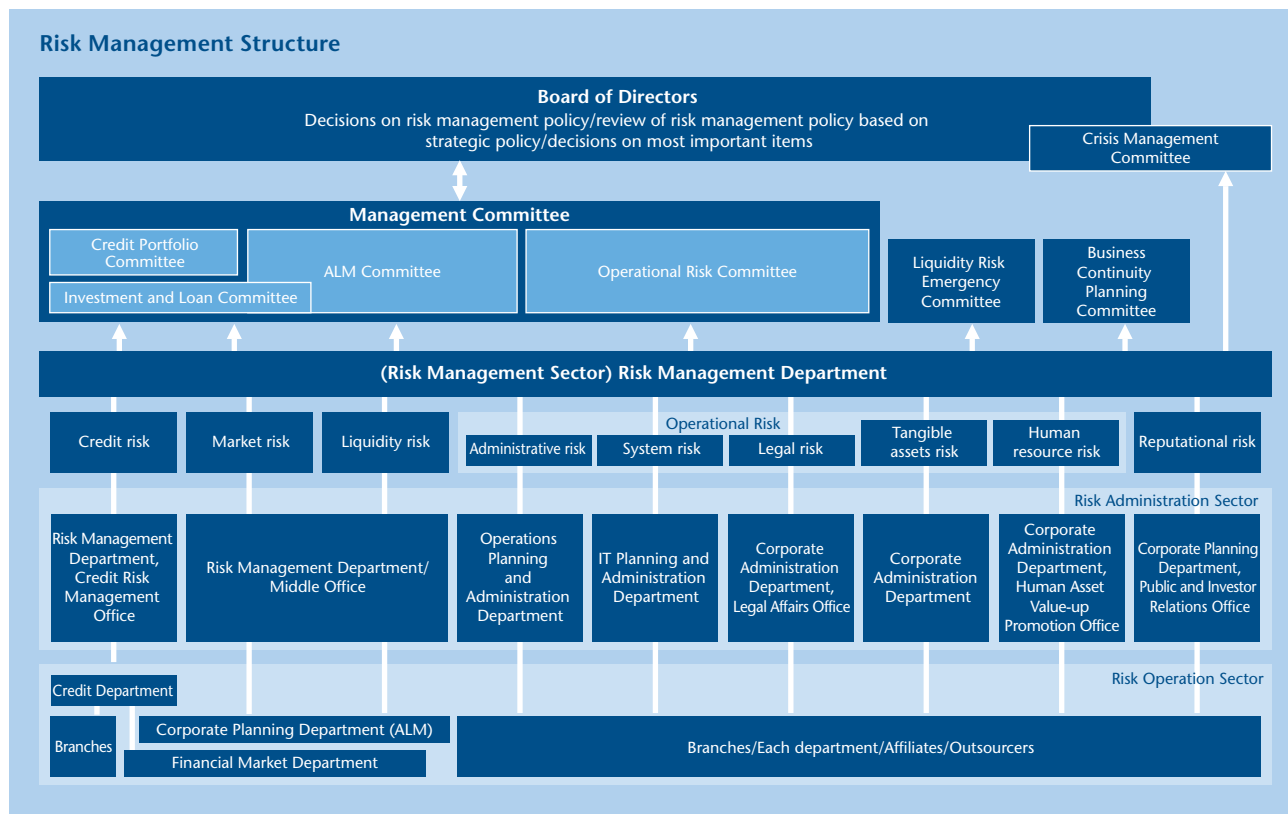 Risk Management Structure
Board of Directors
Decisions on risk management policy/review of risk management policy based on
strategic policy/decisions on most important items
Crisis Management
Committee
Management Committee
Credit Portfolio
Committee
ALM Committee
Operational Risk Committee
Investment and Loan Committee
Liquidity Risk
Emergency
Committee
Business
Continuity
Planning
Committee
(Risk Management Sector) Risk Management Department
Credit risk
Market risk
Liquidity risk
Operational Risk
Administrative risk
System risk
Legal risk
Tangible
assets risk
Human
resource risk
Reputational risk
Risk Administration Sector
Risk Management
Department,
Credit Risk
Management
Office
Risk Management Department/
Middle Office
Operations
Planning
and
Administration
Department
IT Planning and
Administration
Department
Corporate
Administration
Department,
Legal Affairs Office
Corporate
Administration
Department
Corporate
Administration
Department,
Human Asset
Value-up
Promotion Office
Corporate Planning
Department,
Public and Investor
Relations Office
Risk Operation Sector
Credit Department
Branches
Corporate Planning Department (ALM)
Financial Market Department
Branches/Each department/Affiliates/Outsourcers